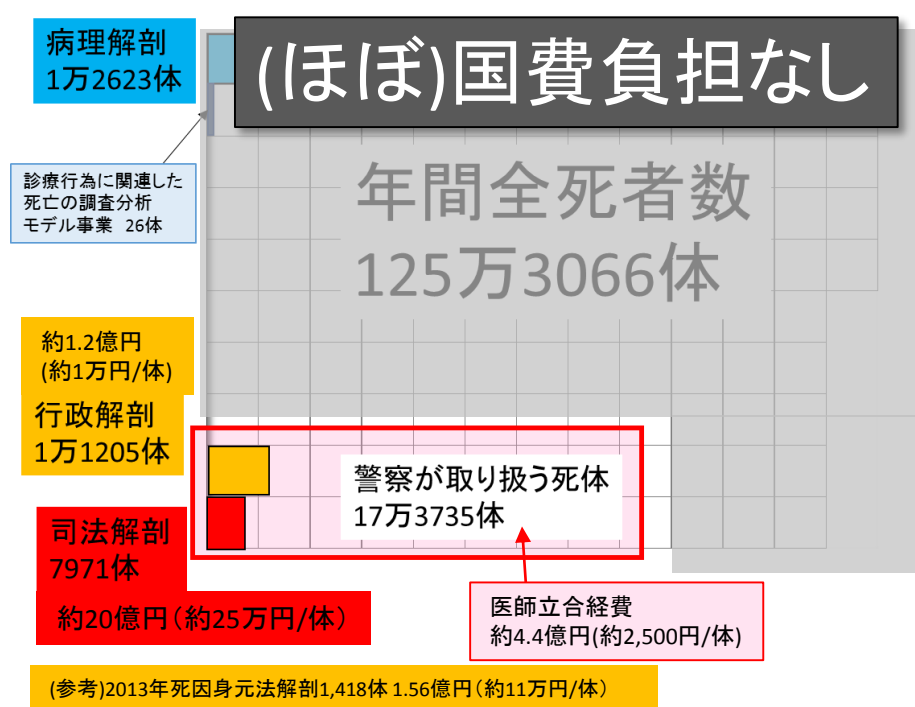 病理解剖
1万2623体
(ほぼ)国費負担なし
診療行為に関連した
死亡の調査分析
モデル事業 26体
年間全死者数
125万3066体
約1.2億円
(約1万円/体)
行政解剖
1万1205体
警察が取り扱う死体
17万3735体
司法解剖
7971体
約20億円(約25万円/体)
医師立合経費
約4.4億円(約2,500円/体)
(参考)2013年死因身元法解剖1,418体 1.56億円(約11万円/体)